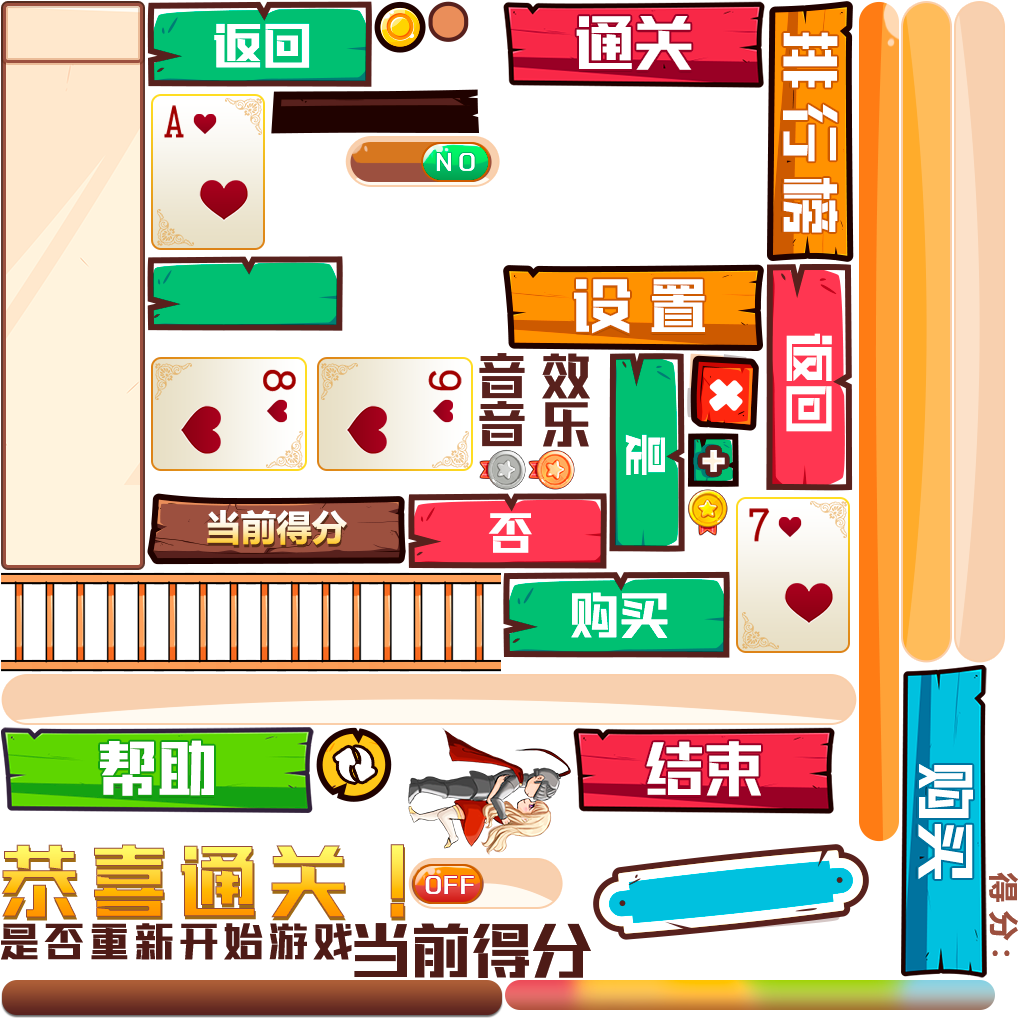 返回
通关
排行榜
A
NO
设置
返回
8
9
音效
音乐
是
当前得分
否
7
购买
帮助
结束
购买
恭喜通关！
OFF
得分：
是否重新开始游戏
当前得分